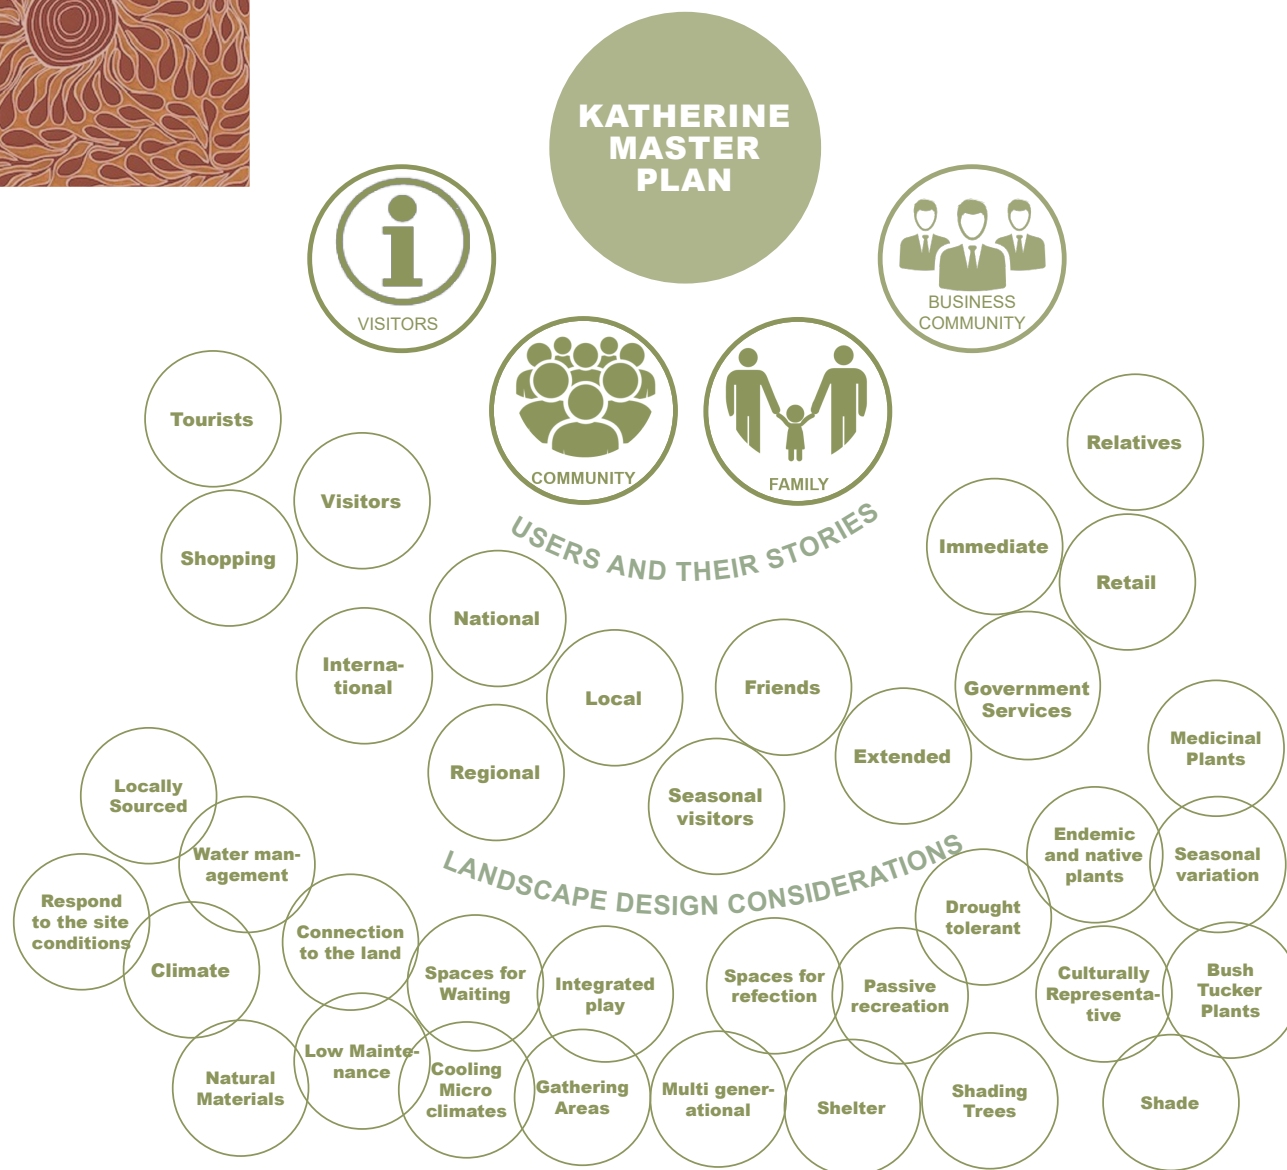 KATHERINE
MASTER
PLAN
VISITORS
BUSINESS
COMMUNITY
COMMUNITY
FAMILY
USERS AND THEIR STORIES
Tourists
Visitors
Shopping
National
Interna-
tional
Local
Regional
Relatives
Immediate
Retail
Friends
Government
Services
Extended
Seasonal
visitors
LANDSCAPE DESIGN CONSIDERATIONS
Locally
Sourced
Water man-
agement
Respond
to the site
conditions
Climate
Connection
to the land
Spaces for
Waiting
Integrated
play
Natural
Materials
Low Mainte-
nance
Cooling
Micro
climates
Gathering
Areas
Multi gener-
ational
Spaces for
refection
Passive
recreation
Drought
tolerant
Endemic
and native
plants
Medicinal
Plants
Seasonal
variation
Culturally
Representa-
tive
Bush
Tucker
Plants
Shelter
Shading
Trees
Shade